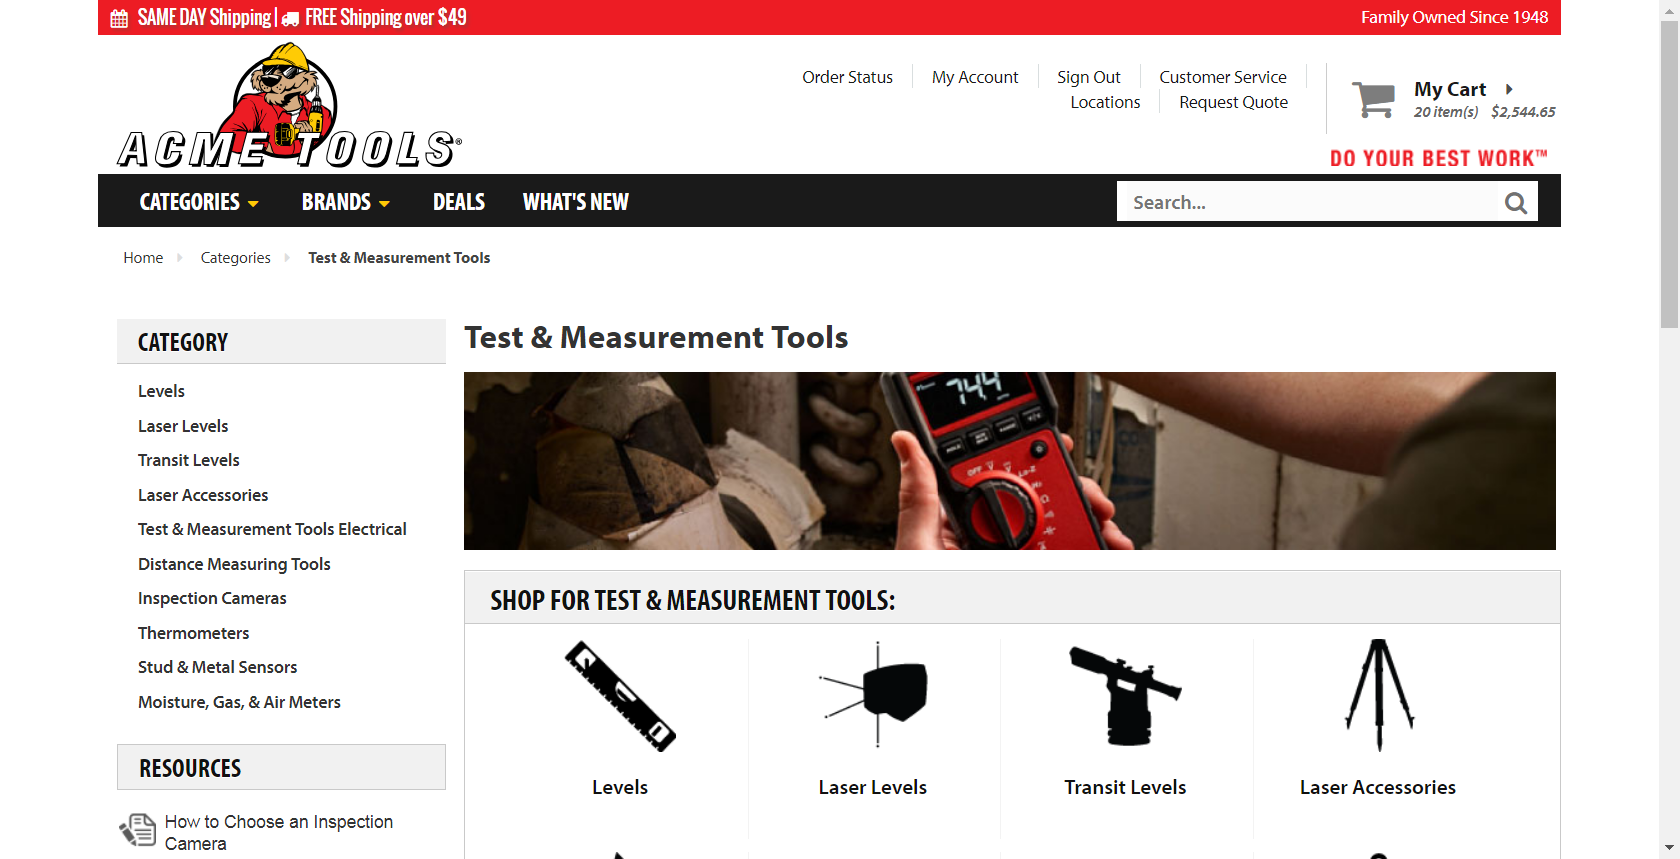 SAME DAY Shipping | FREE Shipping over $49
Family Owned Since 1948
ACME TOOLS®
Order Status
My Account
Sign Out
Customer Service
Locations
Request Quote
My Cart
20 item(s) $2,544.65
DO YOUR BEST WORK™
CATEGORIES
BRANDS
DEALS
WHAT'S NEW
Search...
Home
Categories
Test & Measurement Tools
CATEGORY
Levels
Laser Levels
Transit Levels
Laser Accessories
Test & Measurement Tools Electrical
Distance Measuring Tools
Inspection Cameras
Thermometers
Stud & Metal Sensors
Moisture, Gas, & Air Meters
RESOURCES
How to Choose an Inspection
Camera
Test & Measurement Tools
74.4
OFF
SHOP FOR TEST & MEASUREMENT TOOLS:
Levels
Laser Levels
Transit Levels
Laser Accessories